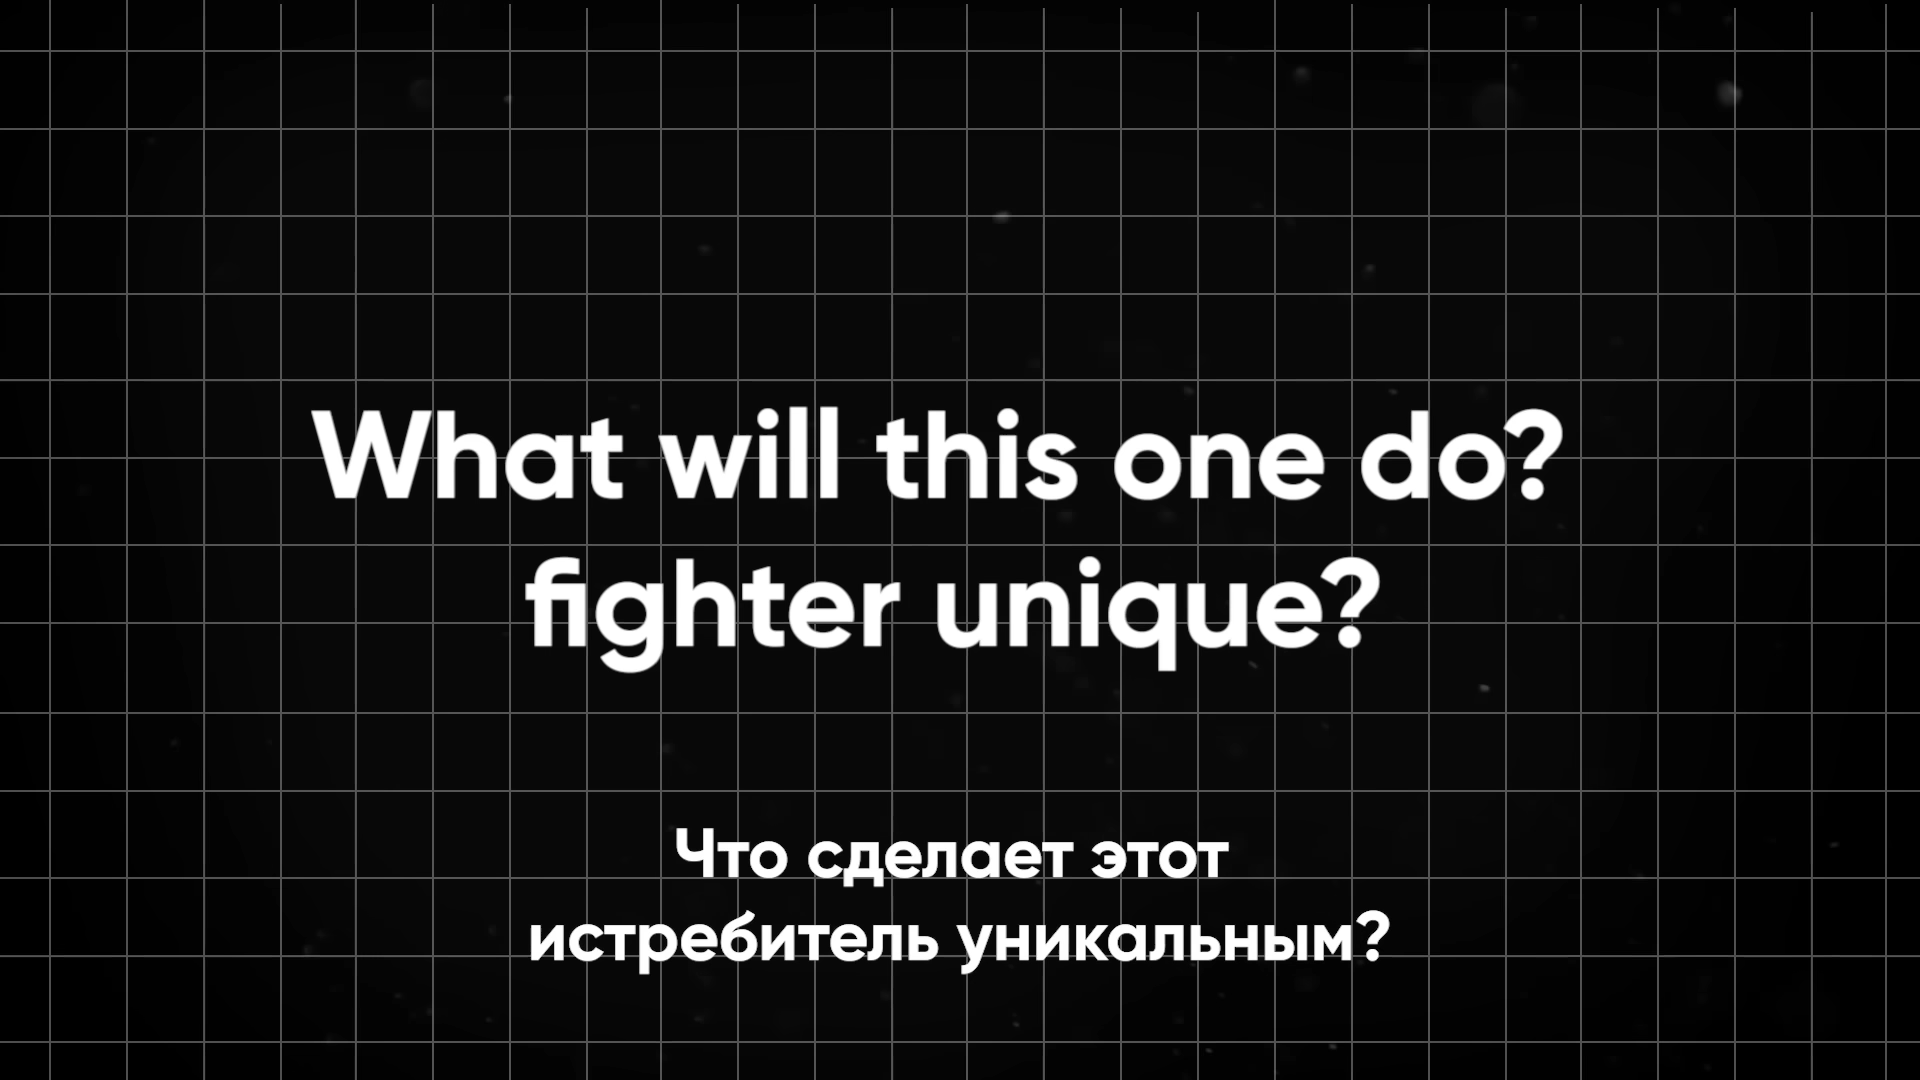 What will this one do?
fighter unique?
Что сделает этот
истребитель уникальным?